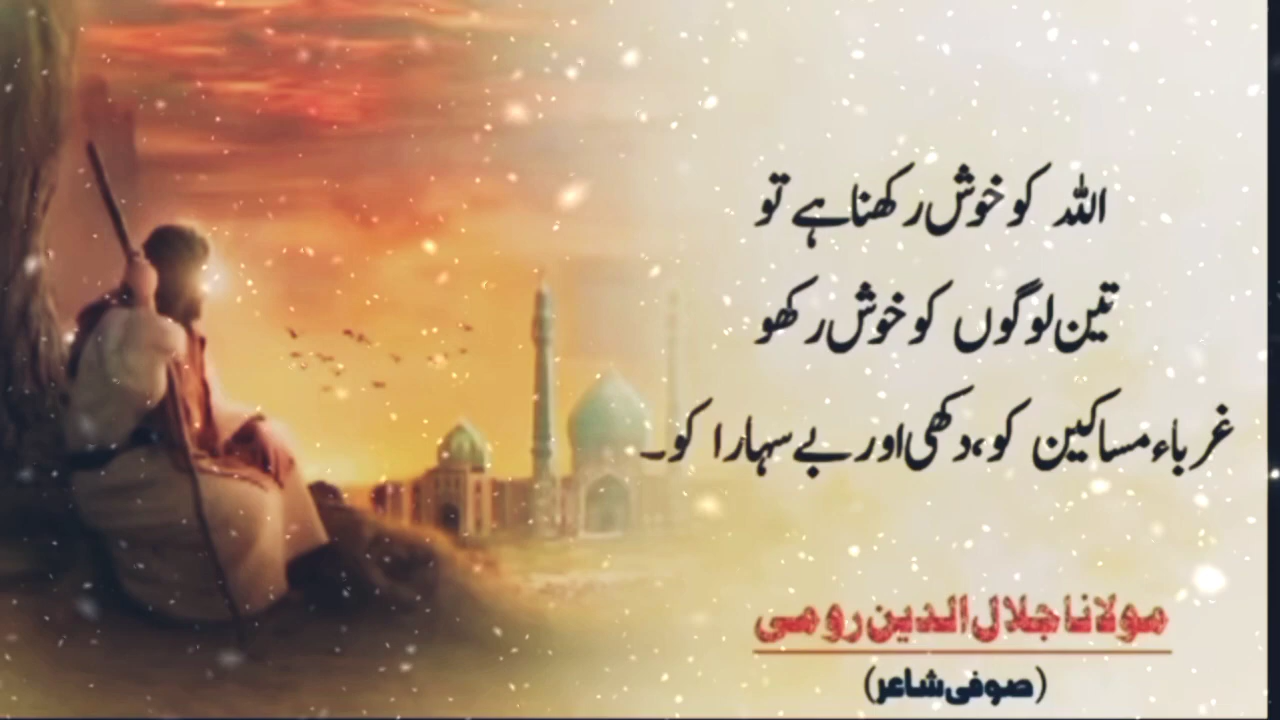 اللہ کو خوش رکھنا ہے تو
تین لوگوں کو خوش رکھو
غرباء مساکین کو، دکھی اور بے سہارا کو۔
مولانا جلال الدین رومی
(صوفی شاعر)